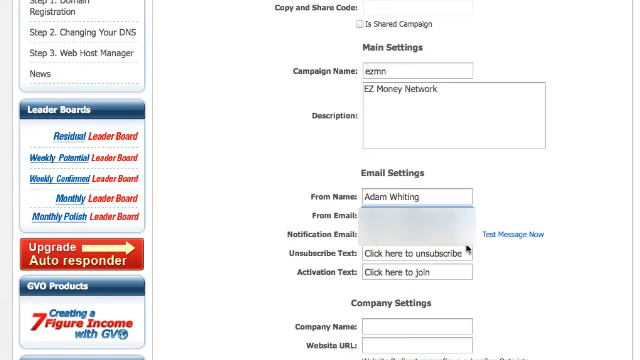 Step 1. Domain
Registration
Step 2. Changing Your DNS
Step 3. Web Host Manager
News
Leader Boards
Residual Leader Board
Weekly Potential Leader Board
Weekly Confirmed Leader Board
Monthly Leader Board
Monthly Polish Leader Board
Upgrade
Auto responder
GVO Products
Creating a
7 Figure Income
with GVO
Copy and Share Code:
Is Shared Campaign
Main Settings
Campaign Name: ezmn
Description: EZ Money Network
Email Settings
From Name: Adam Whiting
From Email:
Notification Email: Test Message Now
Unsubscribe Text: Click here to unsubscribe
Activation Text: Click here to join
Company Settings
Company Name:
Website URL: